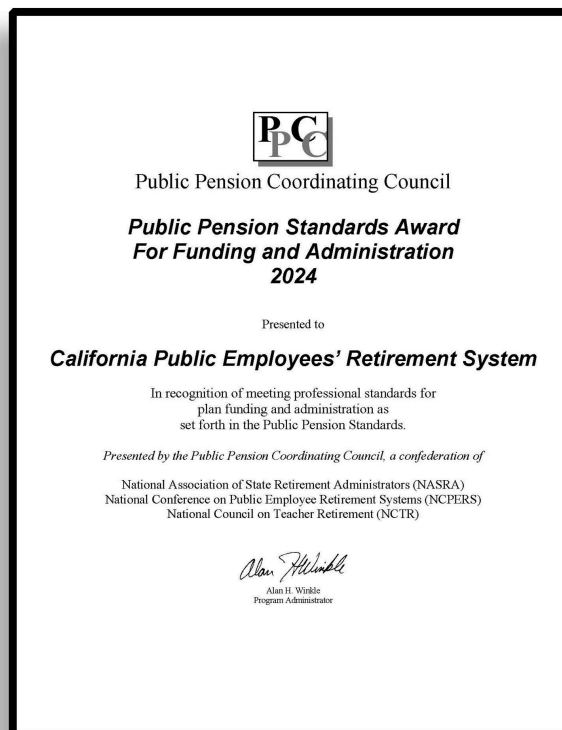 PPCC
Public Pension Coordinating Council
Public Pension Standards Award
For Funding and Administration
2024
Presented to
California Public Employees’ Retirement System
In recognition of meeting professional standards for
plan funding and administration as
set forth in the Public Pension Standards.
Presented by the Public Pension Coordinating Council, a confederation of
National Association of State Retirement Administrators (NASRA)
National Conference on Public Employee Retirement Systems (NCPERS)
National Council on Teacher Retirement (NCTR)
Alan H Winkle
Alan H. Winkle
Program Administrator